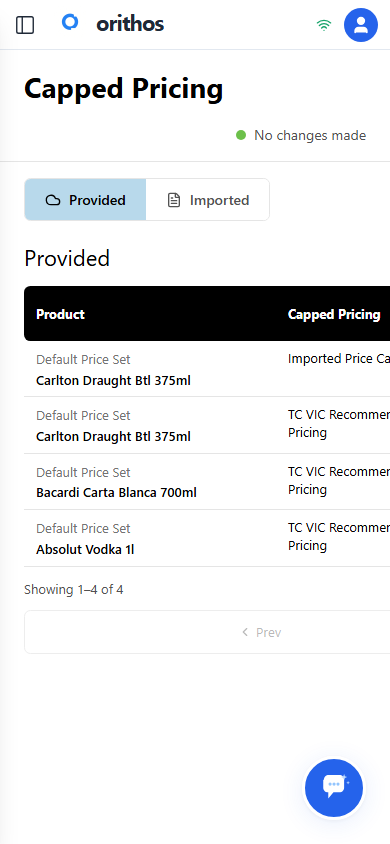 orithos
Capped Pricing
No changes made
Provided
Imported
Provided
Product
Capped Pricing
Default Price Set
Imported Price Ca
Carlton Draught Btl 375ml
Default Price Set
TC VIC Recommen
Carlton Draught Btl 375ml
Pricing
Default Price Set
TC VIC Recommen
Bacardi Carta Blanca 700ml
Pricing
Default Price Set
TC VIC Recommen
Absolut Vodka 1l
Pricing
Showing 1–4 of 4
Prev